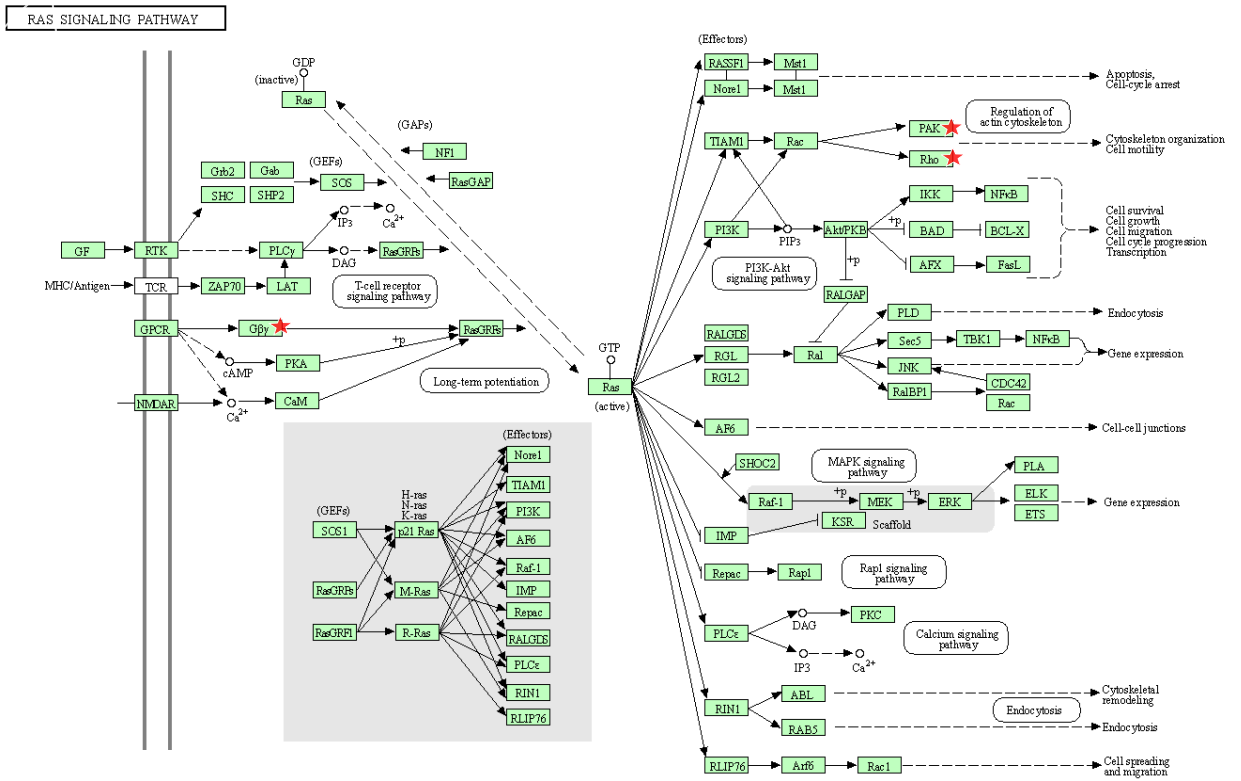 RAS SIGNALING PATHWAY
GDP
(inactive)
Ras
(GAPs)
NF1
RasGAP
(GEFs)
Grb2
Gab
SHC
SHP2
SOS
IP3
Ca2+
GF
RTK
PLCγ
DAG
RasGRPs
MHC/Antigen
TCR
ZAP70
LAT
T-cell receptor
signaling pathway
GPCR
Gβγ
RasGRFs
+p
cAMP
PKA
NMDAR
Ca2+
CaM
Long-term potentiation
GTP
Ras
(active)
(Effectors)
RASSF1
Mst1
Nore1
Mst1
Apoptosis,
Cell-cycle arrest
TIAM1
Rac
PAK
Rho
Regulation of
actin cytoskeleton
Cytoskeleton organization
Cell motility
PI3K
PIP3
Akt/PKB
+p
+p
IKK
NFκB
BAD
BCL-X
AFX
FasL
Cell survival
Cell growth
Cell migration
Cell cycle progression
Transcription
PI3K-Akt
signaling pathway
RALGAP
RALGDS
RGL
RGL2
Ral
PLD
Endocytosis
Sec5
TBK1
NFκB
JNK
Gene expression
RalBP1
CDC42
Rac
AF6
Cell-cell junctions
SHOC2
MAPK signaling
pathway
Raf-1
+p
MEK
+p
ERK
PLA
ELK
ETS
Gene expression
IMP
KSR
Scaffold
Repac
Rap1
Rap1 signaling
pathway
PLCε
DAG
PKC
IP3
Ca2+
Calcium signaling
pathway
RIN1
ABL
Cytoskeletal
remodeling
RAB5
Endocytosis
Endocytosis
RLIP76
Arf6
Rac1
Cell spreading
and migration
(Effectors)
Nore1
TIAM1
PI3K
AF6
Raf-1
IMP
Repac
RALGDS
PLCε
RIN1
RLIP76
H-ras
N-ras
K-ras
(GEFs)
SOS1
p21 Ras
RasGRPs
M-Ras
RasGRF1
R-Ras